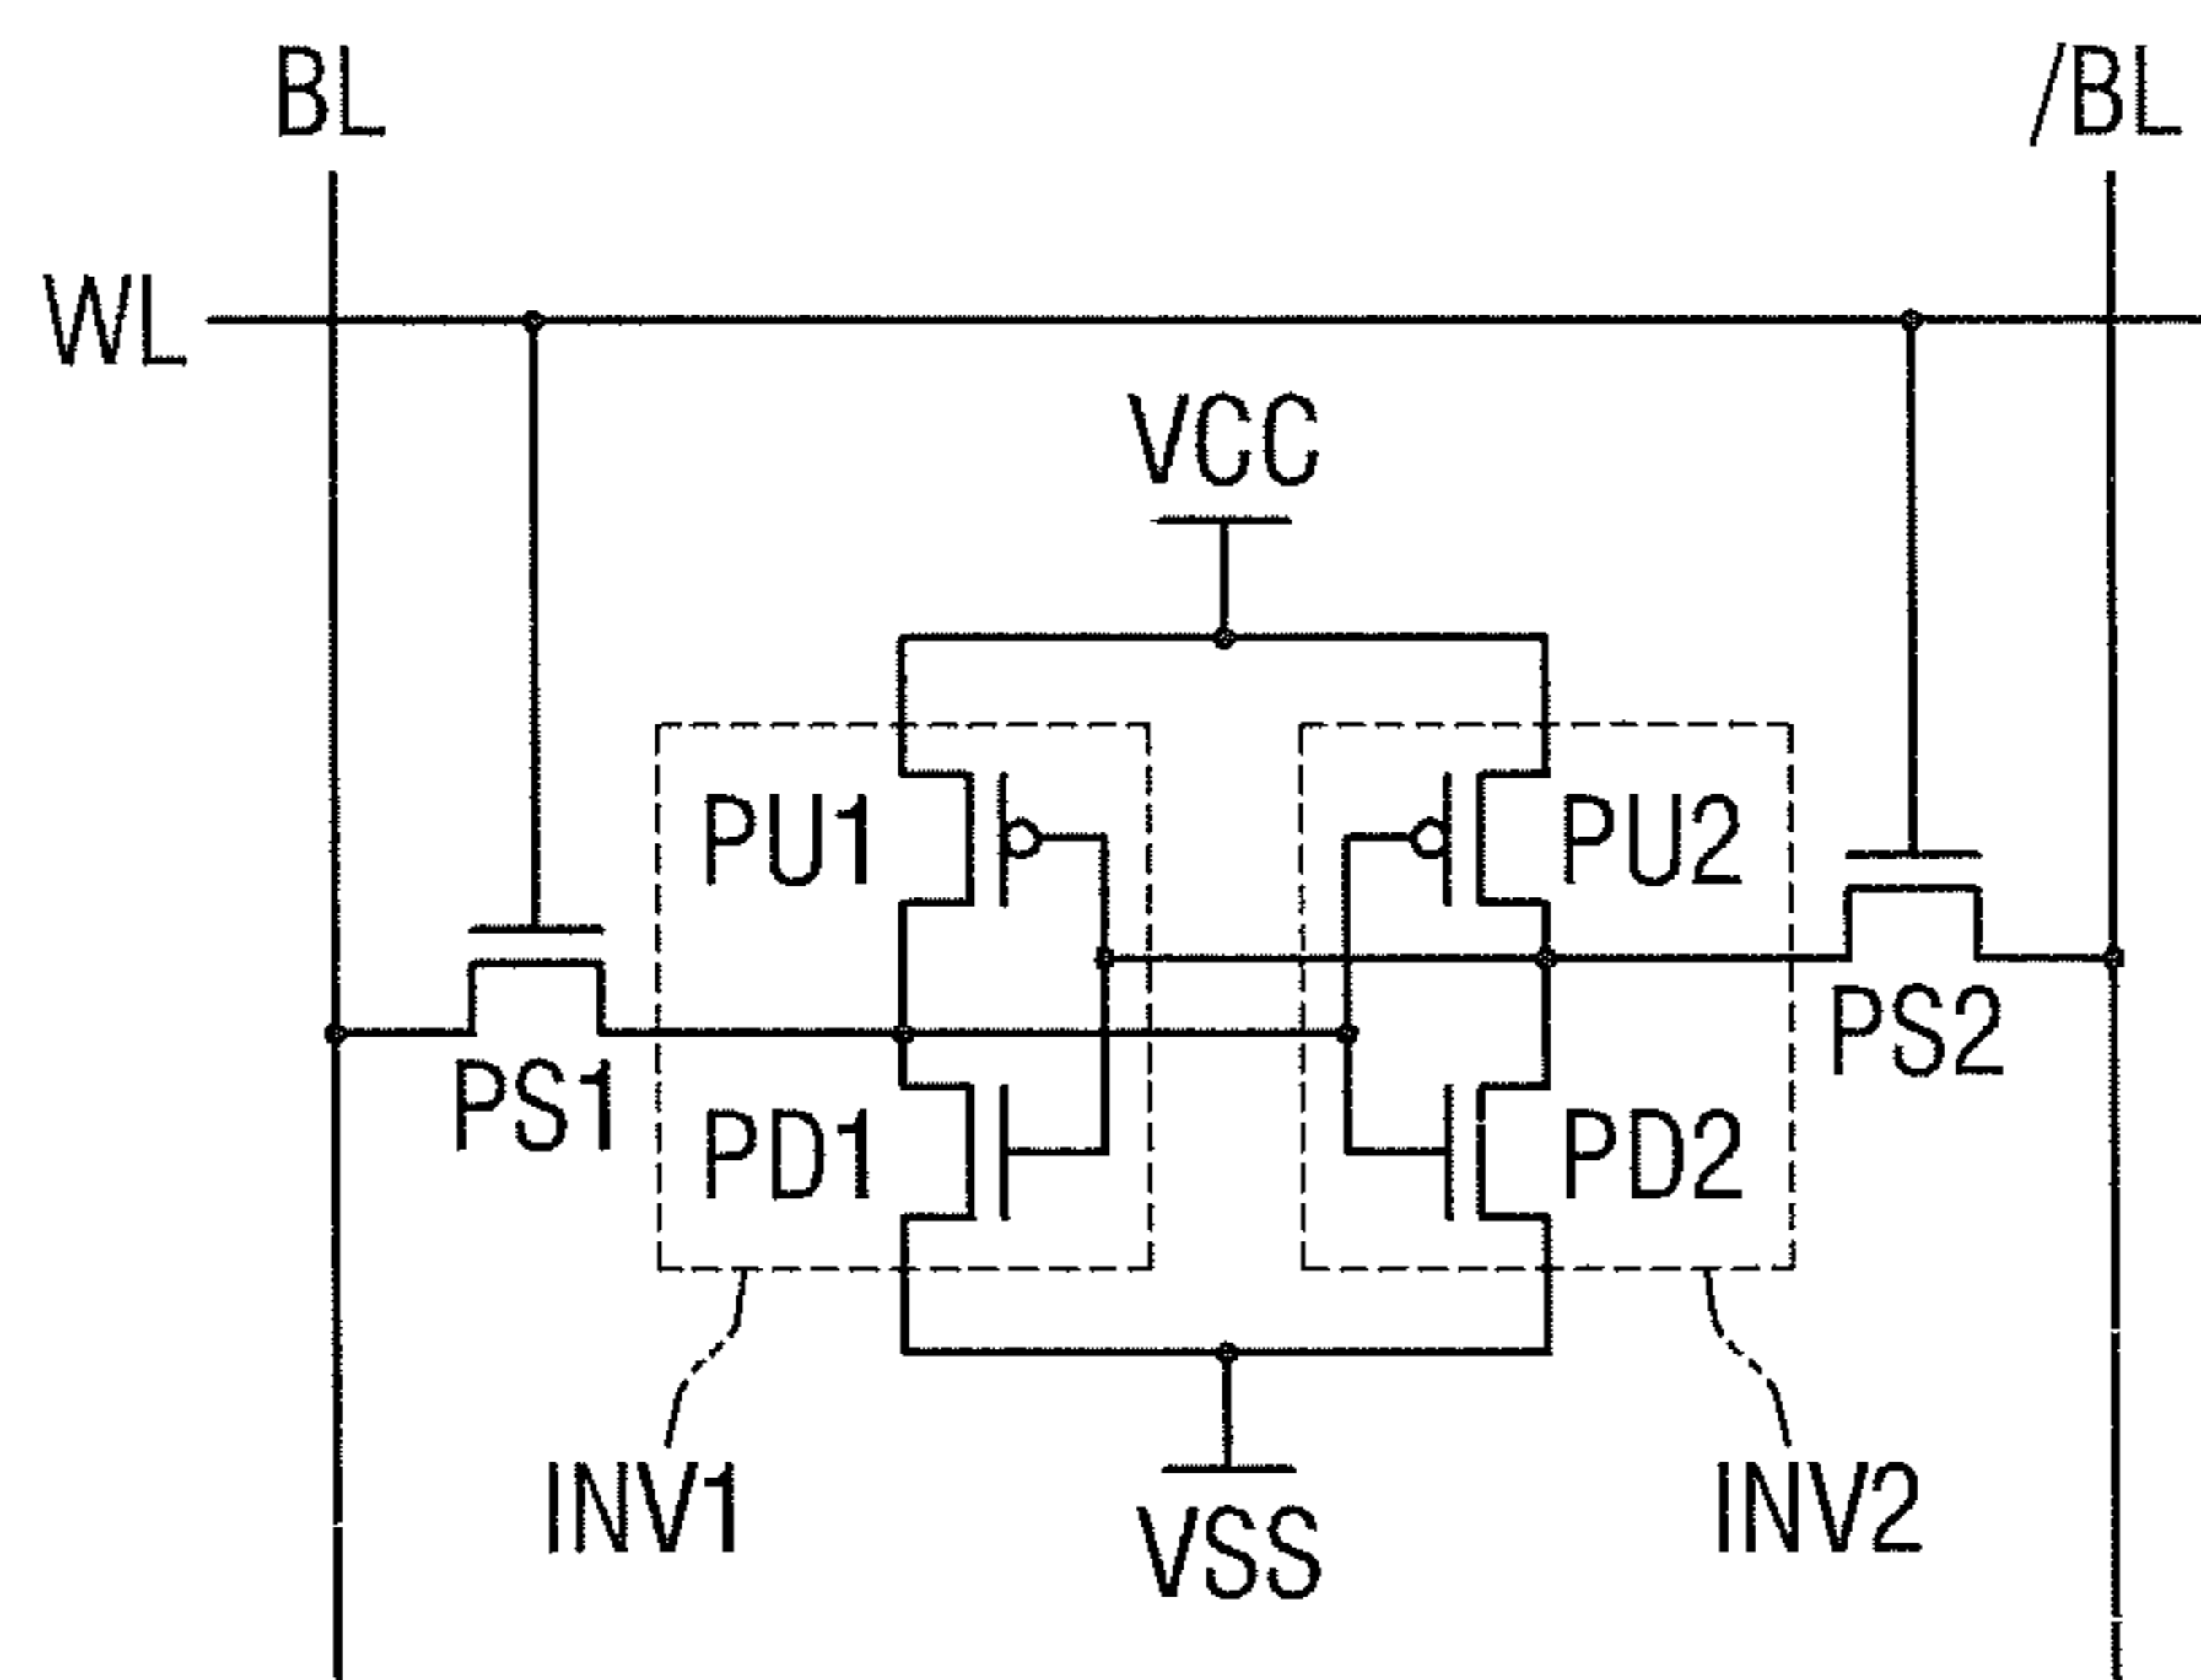 BL
/BL
WL
VCC
PU1
PU2
PS1
PS2
PD1
PD2
INV1
VSS
INV2